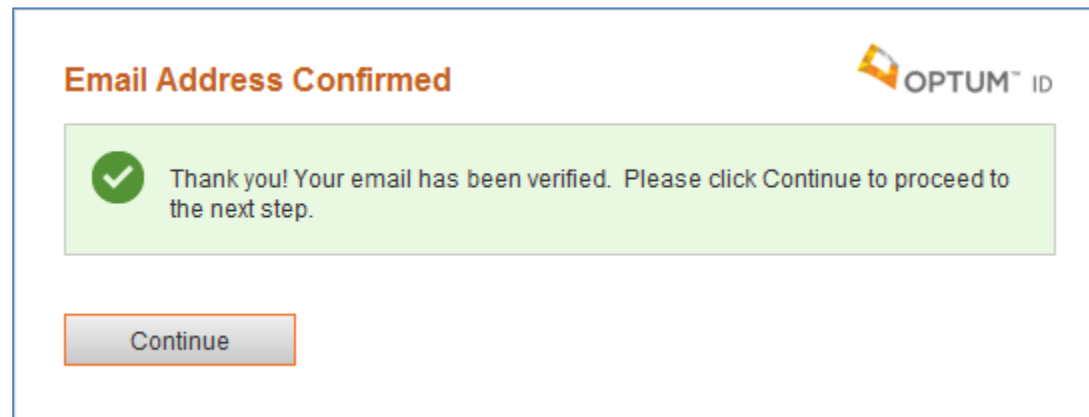 Email Address Confirmed
OPTUM™ ID
Thank you! Your email has been verified.  Please click Continue to proceed to
the next step.
Continue